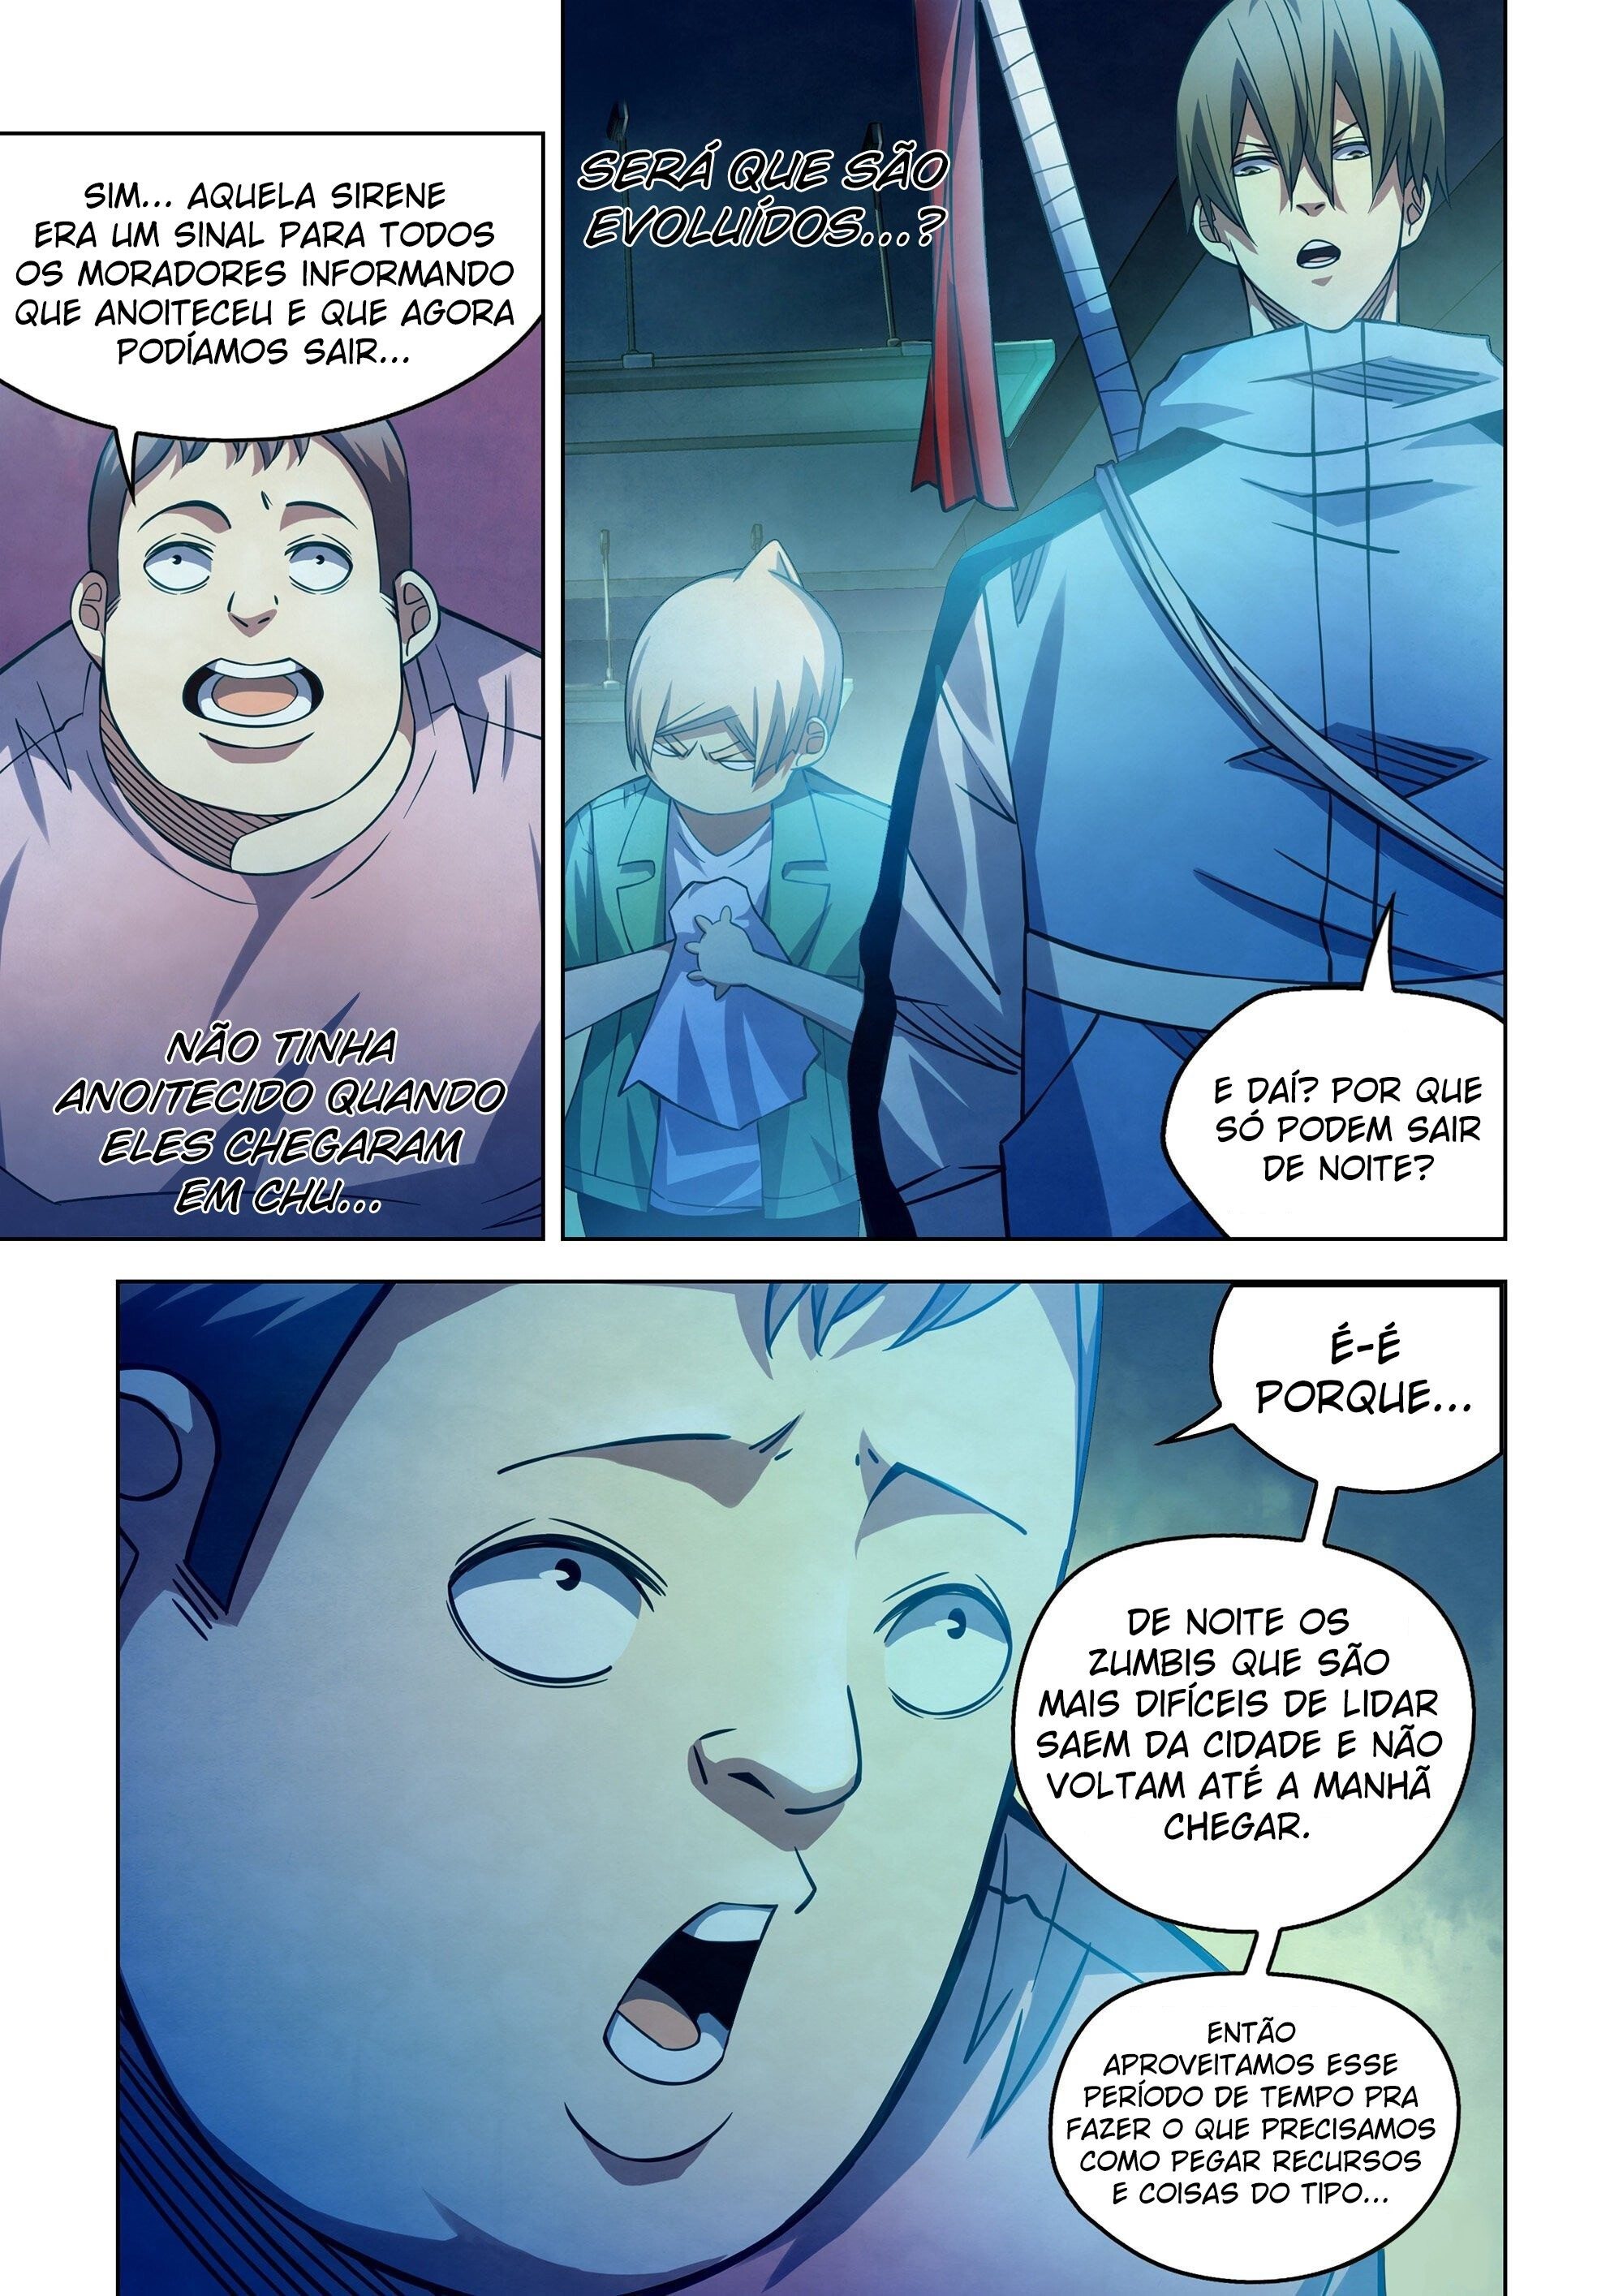 SIM... AQUELA SIRENE
ERA UM SINAL PARA TODOS
OS MORADORES INFORMANDO
QUE ANOITECEU E QUE AGORA
PODÍAMOS SAIR...
NÃO TINHA
ANOITECIDO QUANDO
ELES CHEGARAM
EM CHU...
SERÁ QUE SÃO
EVOLUÍDOS...?
E DAÍ? POR QUE
SÓ PODEM SAIR
DE NOITE?
É-É
PORQUE...
DE NOITE OS
ZUMBIS QUE SÃO
MAIS DIFÍCEIS DE LIDAR
SAEM DA CIDADE E NÃO
VOLTAM ATÉ A MANHÃ
CHEGAR.
ENTÃO
APROVEITAMOS ESSE
PERÍODO DE TEMPO PRA
FAZER O QUE PRECISAMOS
COMO PEGAR RECURSOS
E COISAS DO TIPO...